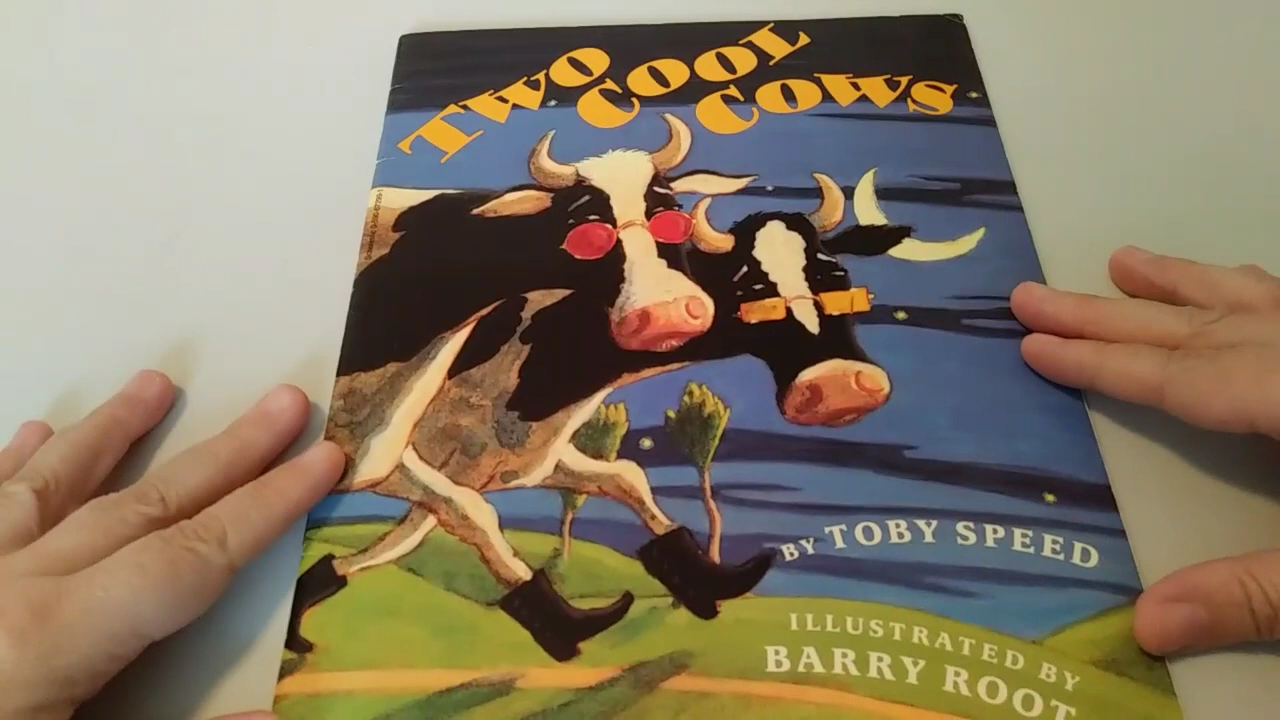 TWO
COOL
COWS
BY TOBY SPEED
ILLUSTRATED BY
BARRY ROOT